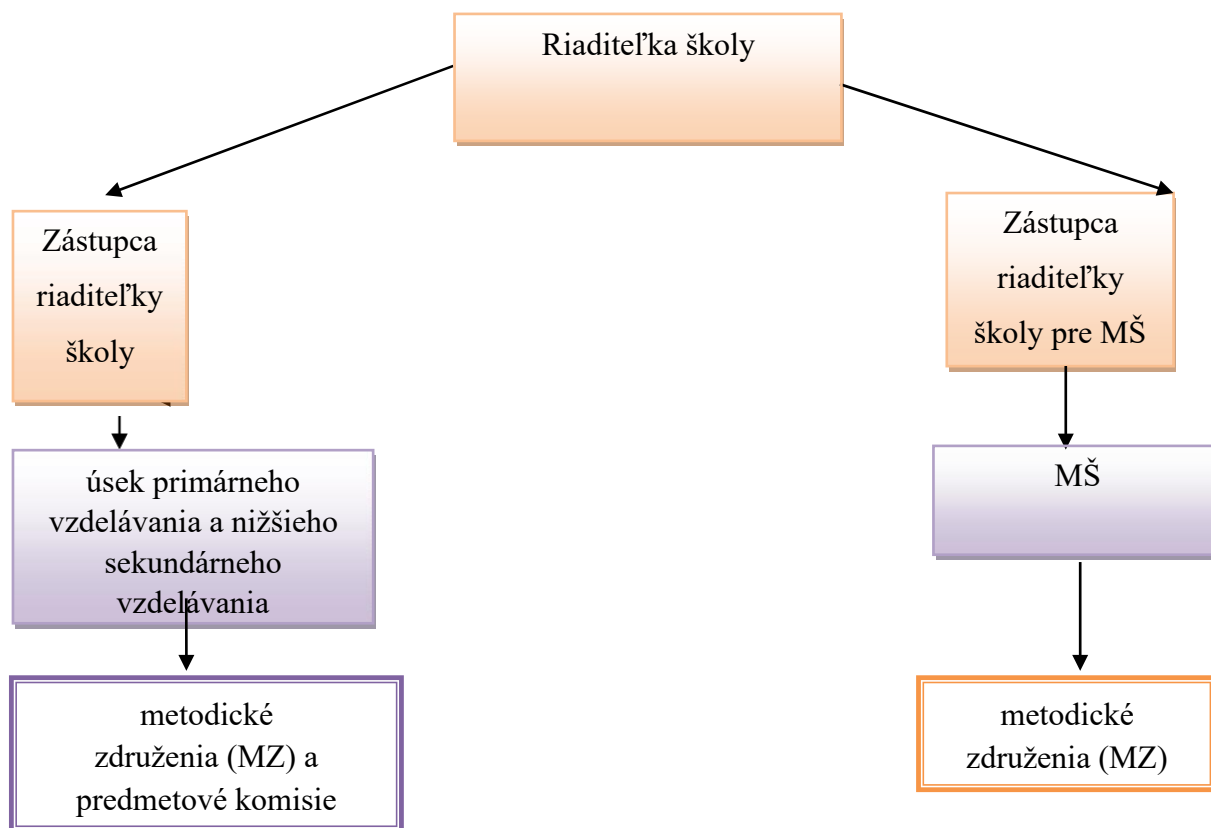 Riaditeľka školy
Zástupca
riaditeľky
školy
Zástupca
riaditeľky
školy pre MŠ
úsek primárneho
vzdelávania a nižšieho
sekundárneho
vzdelávania
MŠ
metodické
združenia (MZ) a
predmetové komisie
metodické
združenia (MZ)